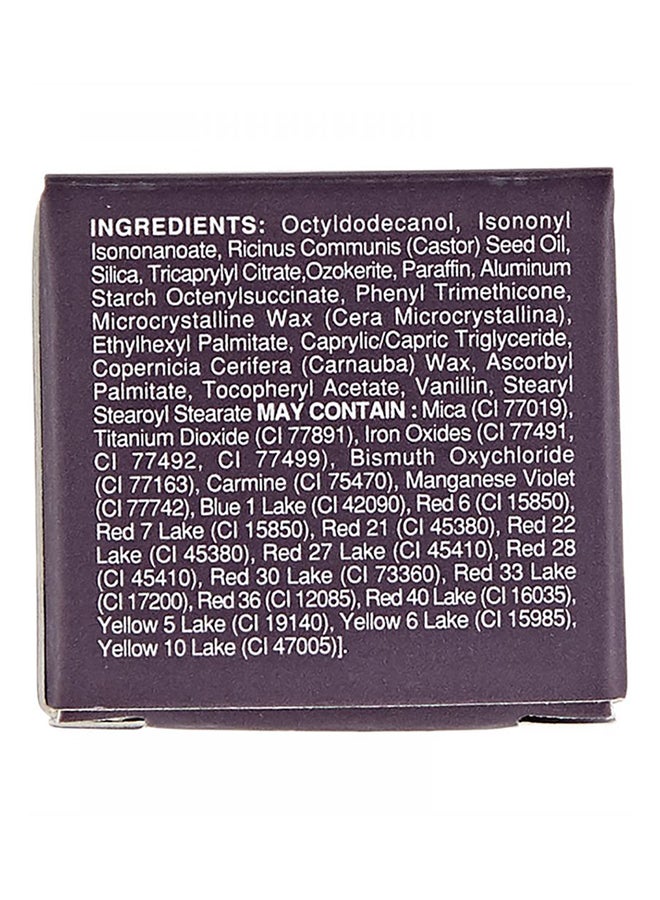 INGREDIENTS: Octyldodecanol, Isononyl
Isononanoate, Ricinus Communis (Castor) Seed Oil,
Silica, Tricaprylyl Citrate,Ozokerite, Paraffin, Aluminum
Starch Octenylsuccinate, Phenyl Trimethicone,
Microcrystalline Wax (Cera Microcrystallina),
Ethylhexyl Palmitate, Caprylic/Capric Triglyceride,
Copernicia Cerifera (Carnauba) Wax, Ascorbyl
Palmitate, Tocopheryl Acetate, Vanillin, Stearyl
Stearoyl Stearate MAY CONTAIN : Mica (CI 77019),
Titanium Dioxide (CI 77891), Iron Oxides (CI 77491,
CI 77492, CI 77499), Bismuth Oxychloride
(CI 77163), Carmine (CI 75470), Manganese Violet
(CI 77742), Blue 1 Lake (CI 42090), Red 6 (CI 15850),
Red 7 Lake (CI 15850), Red 21 (CI 45380), Red 22
Lake (CI 45380), Red 27 Lake (CI 45410), Red 28
(CI 45410), Red 30 Lake (CI 73360), Red 33 Lake
(CI 17200), Red 36 (CI 12085), Red 40 Lake (CI 16035),
Yellow 5 Lake (CI 19140), Yellow 6 Lake (CI 15985),
Yellow 10 Lake (CI 47005)].